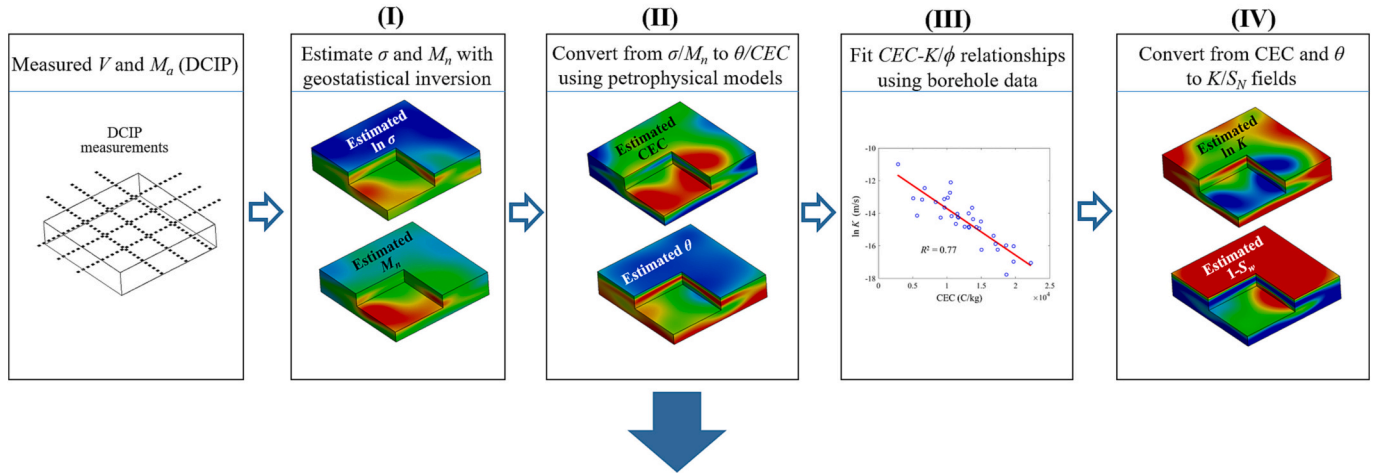 (I)
(II)
(III)
(IV)
Measured V and Mₐ (DCIP)
DCIP
measurements
Estimate σ and Mₙ with
geostatistical inversion
Estimated
ln σ
Estimated
Mₙ
Convert from σ/Mₙ to θ/CEC
using petrophysical models
Estimated
CEC
Estimated θ
Fit CEC-K/ϕ relationships
using borehole data
-10
-12
-14
-16
-18
ln K (m/s)
R² = 0.77
0
0.5
1
1.5
2
2.5
×10⁴
CEC (C/kg)
Convert from CEC and θ
to K/S_N fields
Estimated
ln K
Estimated
1-S_w